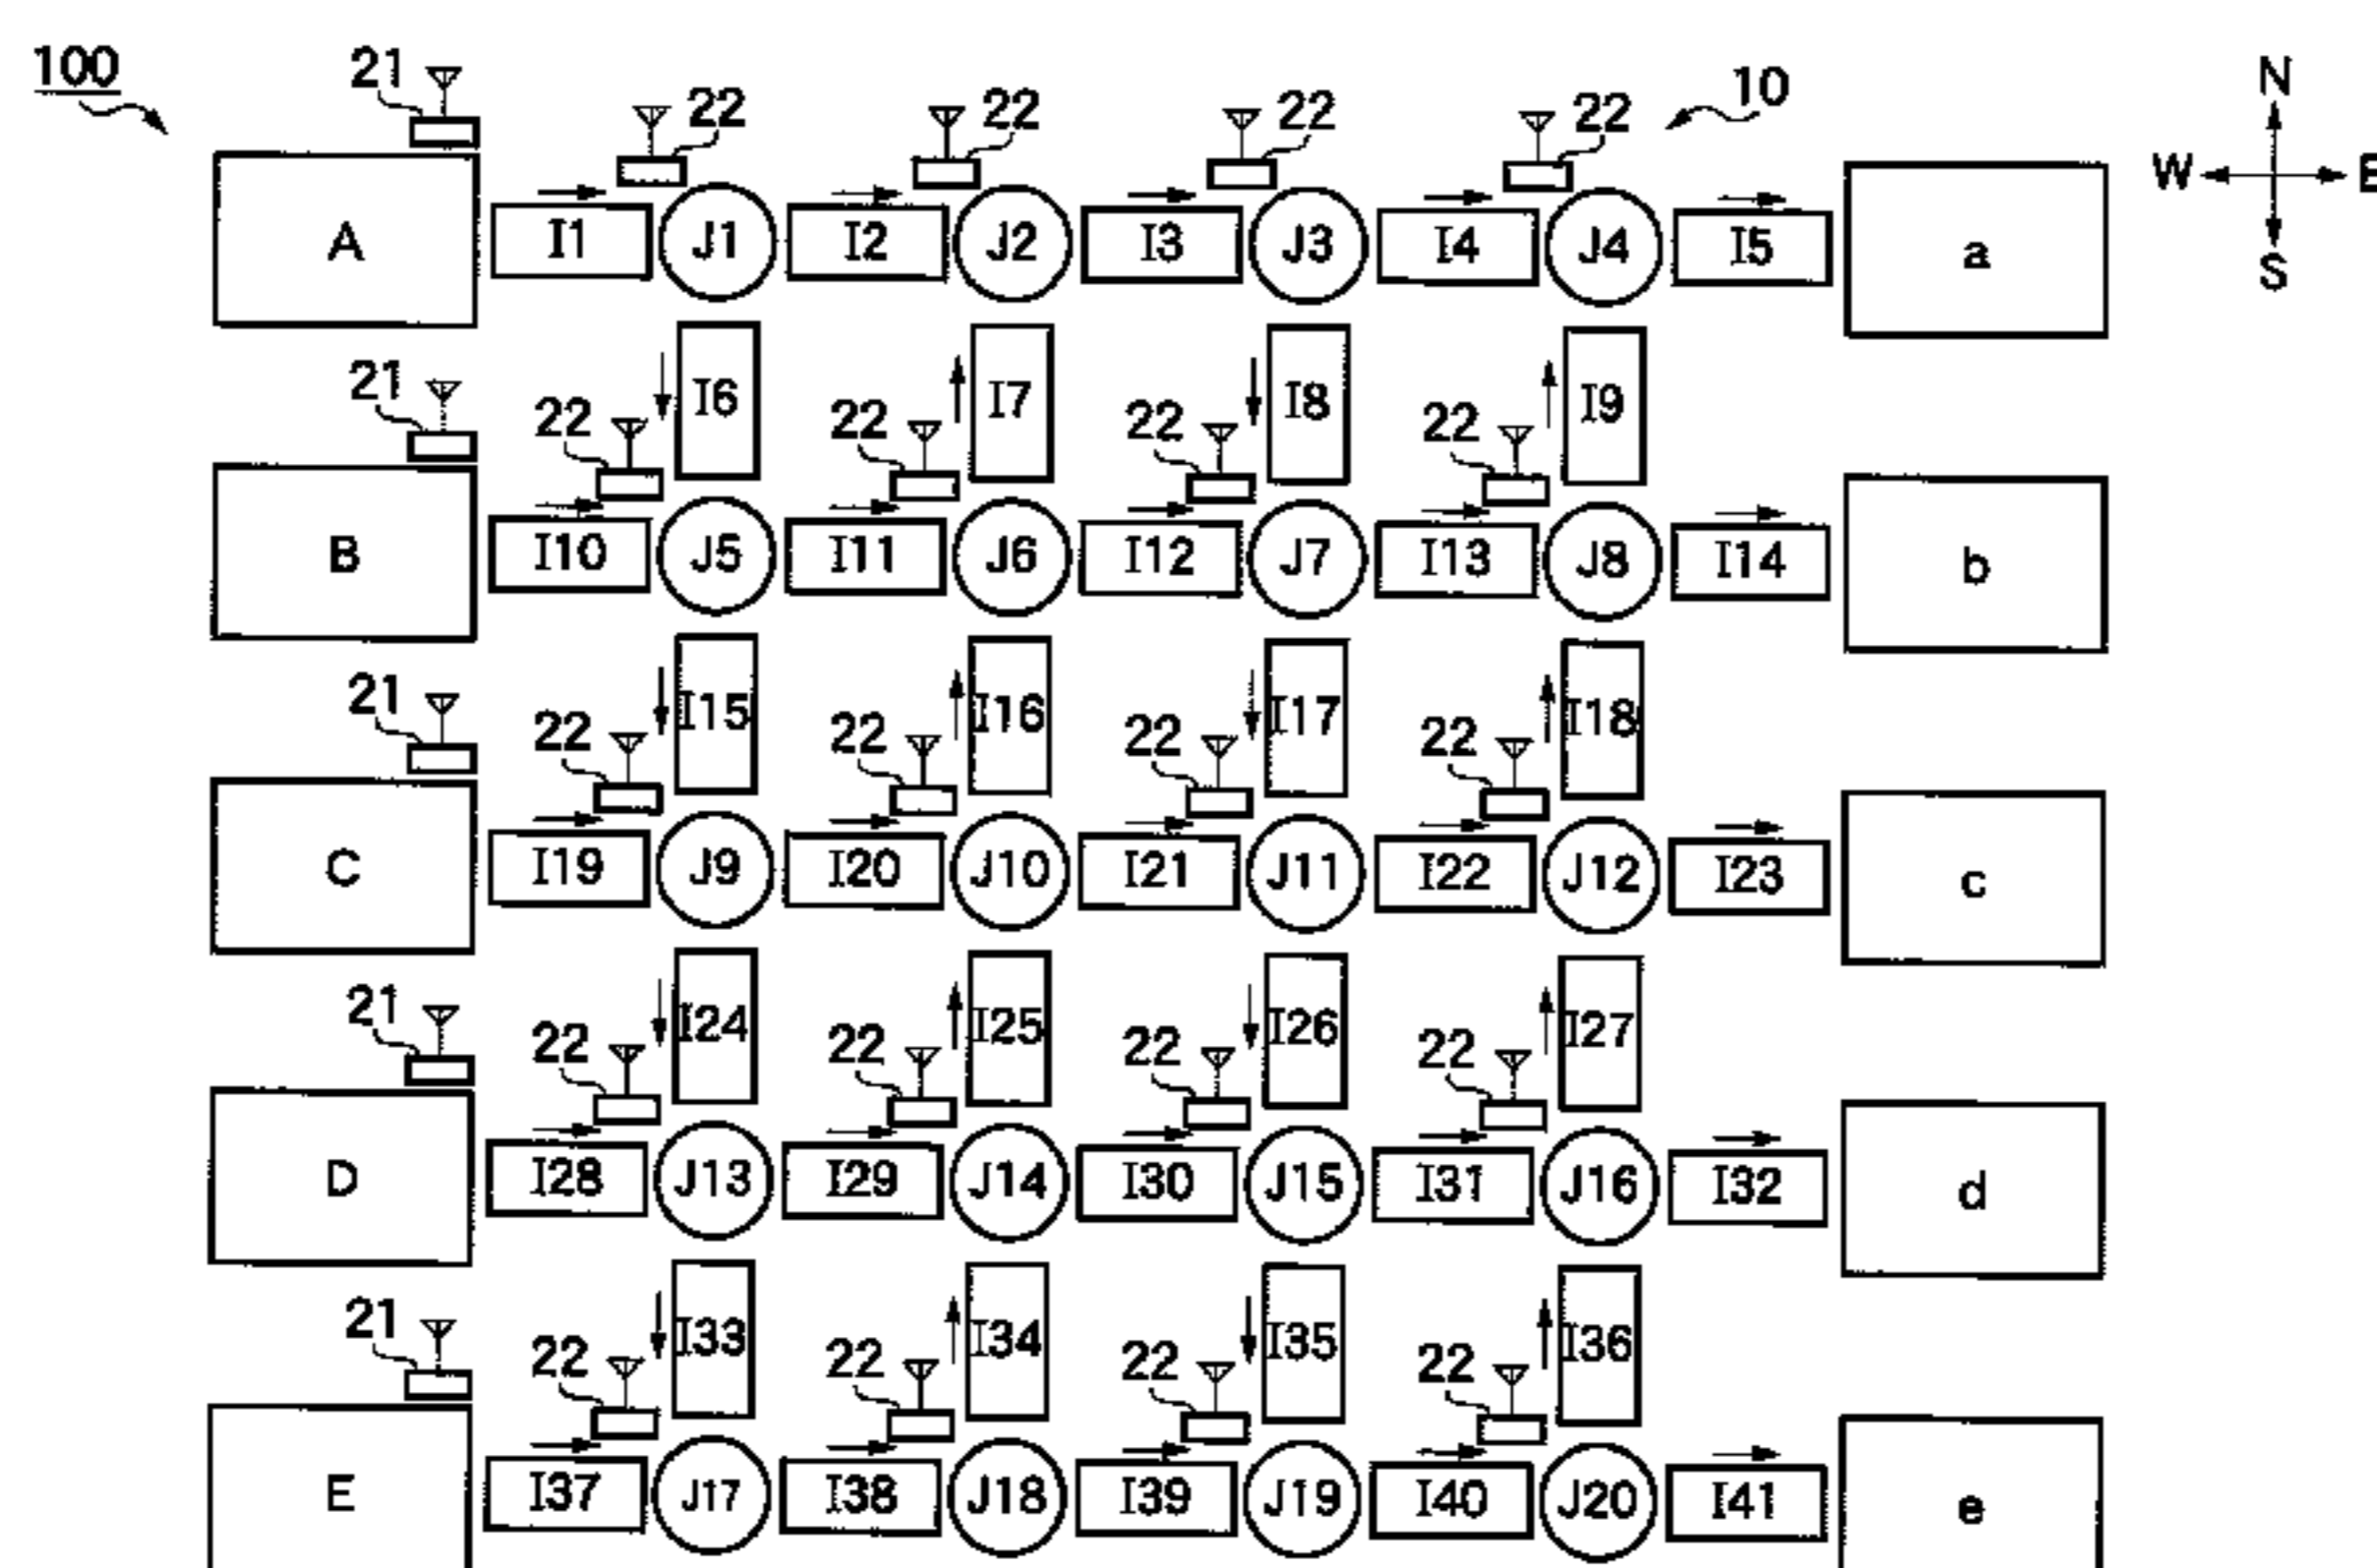 100
21
22 22 22 22
10
N
W E
S
A I1 J1 I2 J2 I3 J3 I4 J4 I5 a
21
I6 I7 I8 I9
22 22 22 22
B I10 J5 I11 J6 I12 J7 I13 J8 I14 b
21
I15 I16 I17 I18
22 22 22 22
C I19 J9 I20 J10 I21 J11 I22 J12 I23 c
21
I24 I25 I26 I27
22 22 22 22
D I28 J13 I29 J14 I30 J15 I31 J16 I32 d
21
I33 I34 I35 I36
22 22 22 22
E I37 J17 I38 J18 I39 J19 I40 J20 I41 e